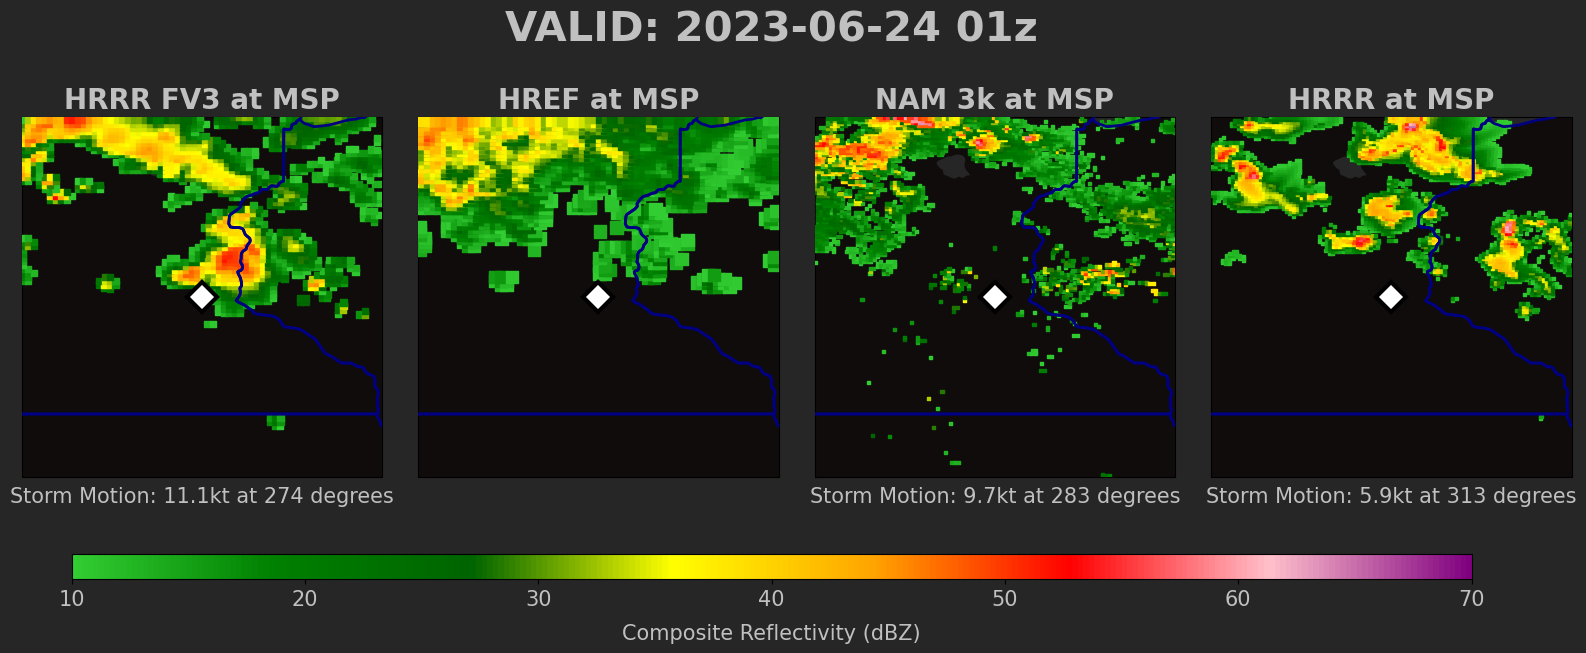 VALID: 2023-06-24 01z
HRRR FV3 at MSP
HREF at MSP
NAM 3k at MSP
HRRR at MSP
Storm Motion: 11.1kt at 274 degrees
Storm Motion: 9.7kt at 283 degrees
Storm Motion: 5.9kt at 313 degrees
10 20 30 40 50 60 70
Composite Reflectivity (dBZ)